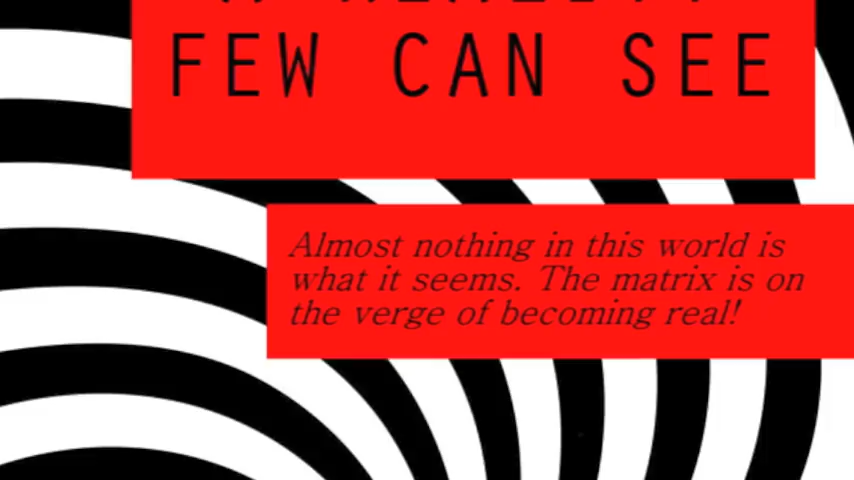 FEW CAN SEE
Almost nothing in this world is
what it seems. The matrix is on
the verge of becoming real!